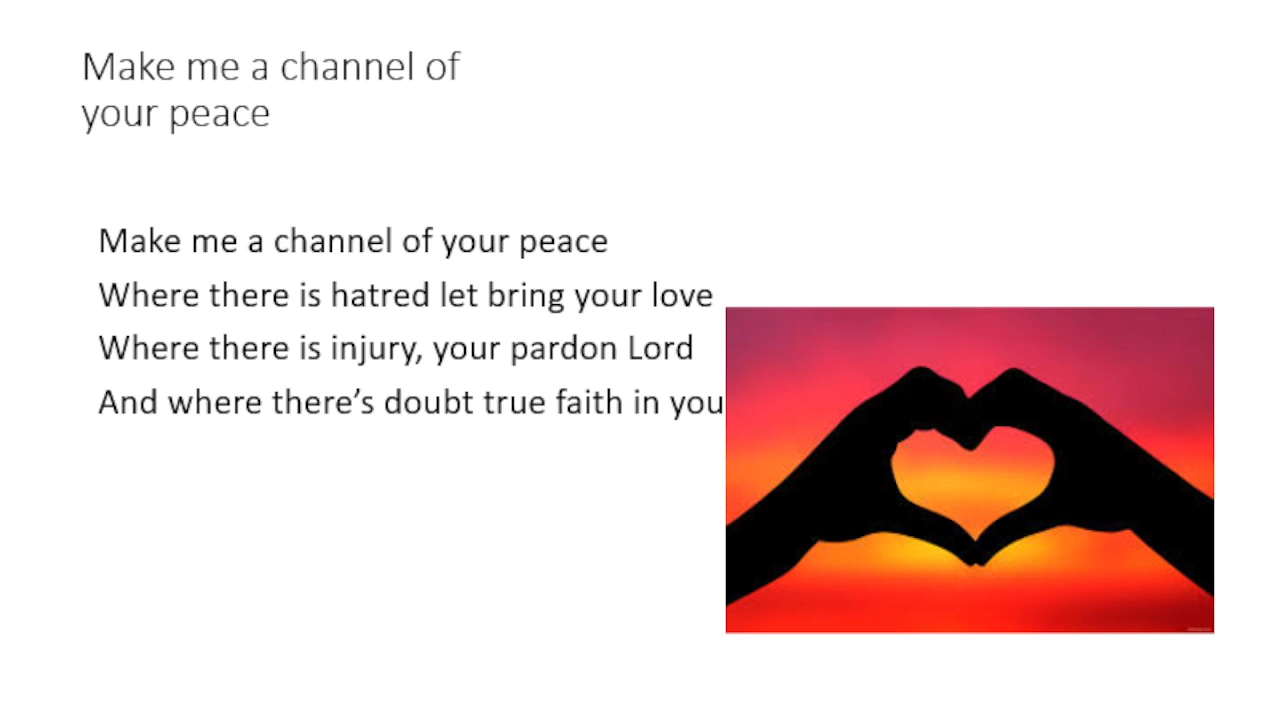 Make me a channel of
your peace
Make me a channel of your peace
Where there is hatred let bring your love
Where there is injury, your pardon Lord
And where there’s doubt true faith in you